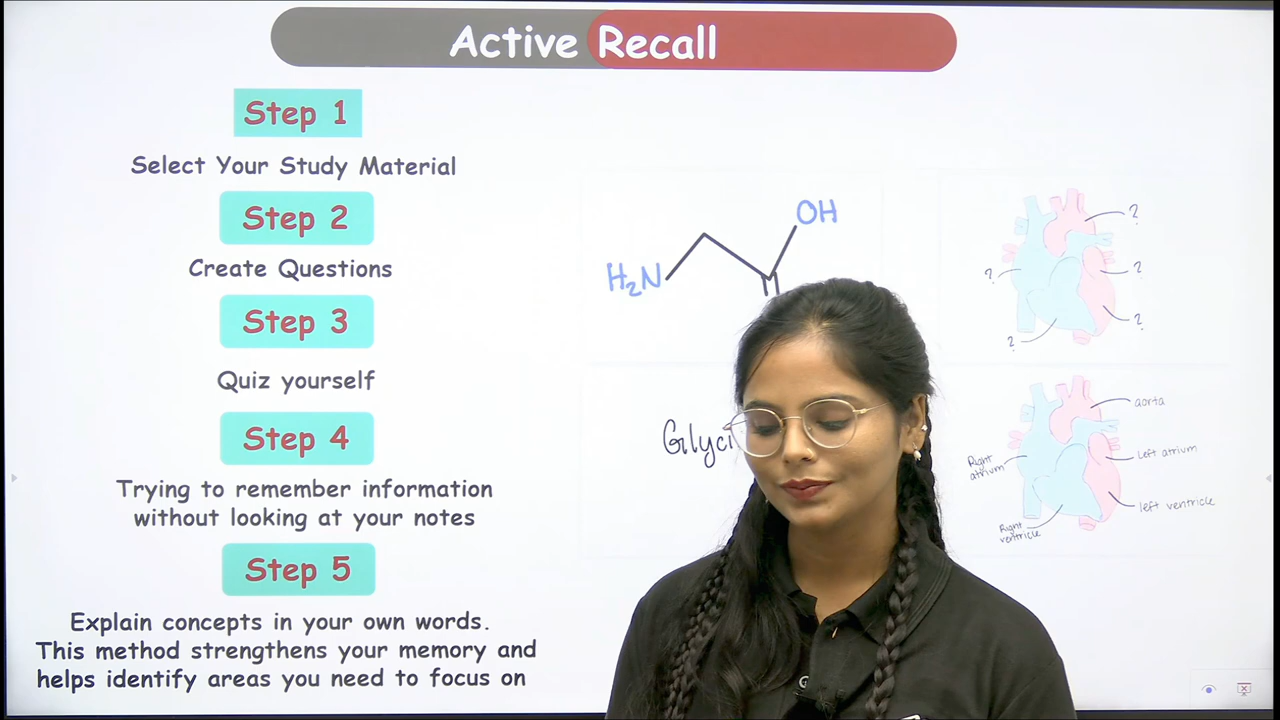 Active Recall
Step 1
Select Your Study Material
Step 2
Create Questions
Step 3
Quiz yourself
Step 4
Trying to remember information
without looking at your notes
Step 5
Explain concepts in your own words.
This method strengthens your memory and
helps identify areas you need to focus on
OH
H₂N
Glyci
?
?
?
?
?
aorta
Right
atrium
Left atrium
left ventricle
Right
ventricle